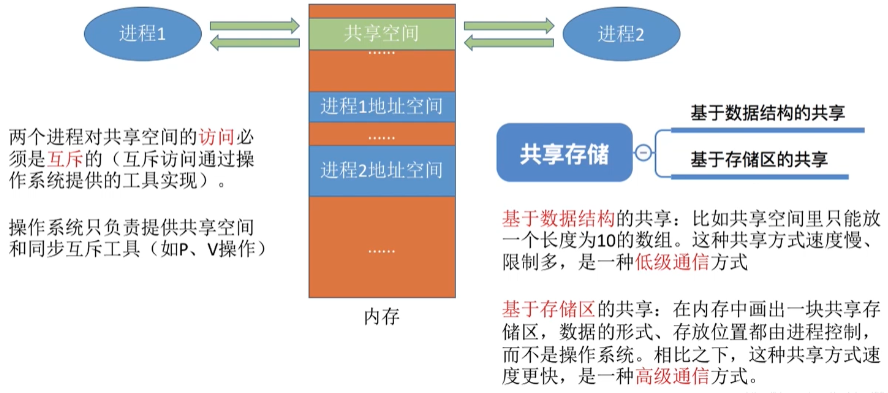 进程1
共享空间
进程2
……
进程1地址空间
……
进程2地址空间
……
内存
两个进程对共享空间的访问必
须是互斥的（互斥访问通过操
作系统提供的工具实现）。
操作系统只负责提供共享空间
和同步互斥工具（如P、V操作）
共享存储
基于数据结构的共享
基于存储区的共享
基于数据结构的共享：比如共享空间里只能放
一个长度为10的数组。这种共享方式速度慢、
限制多，是一种低级通信方式
基于存储区的共享：在内存中画出一块共享存
储区，数据的形式、存放位置都由进程控制，
而不是操作系统。相比之下，这种共享方式速
度更快，是一种高级通信方式。